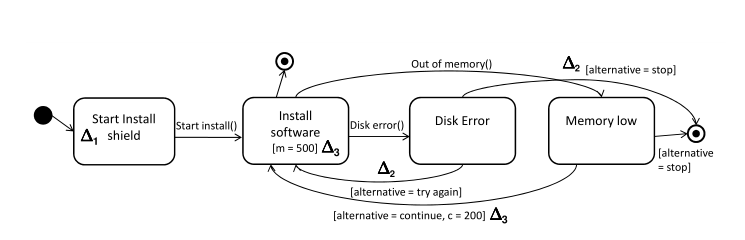 Out of memory()
Δ2 [alternative = stop]
Start Install
shield
Δ1
Start install()
Install
software
[m = 500] Δ3
Disk error()
Disk Error
Memory low
[alternative
= stop]
Δ2
[alternative = try again]
[alternative = continue, c = 200] Δ3